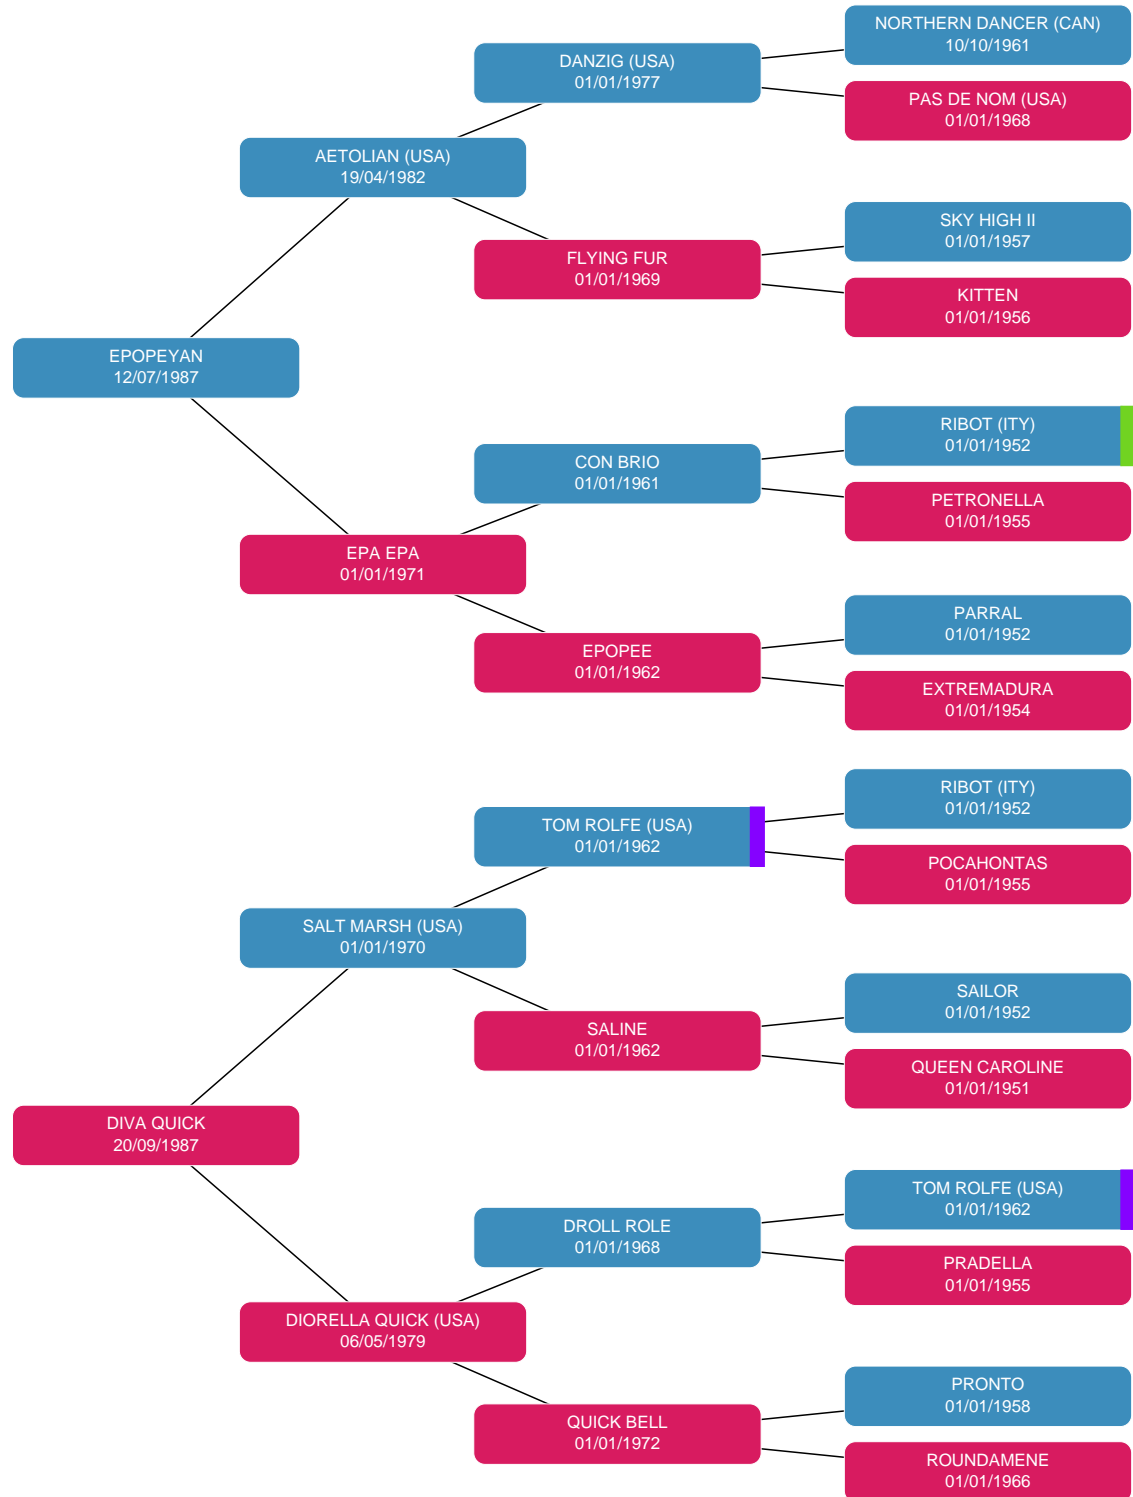 NORTHERN DANCER (CAN)
10/10/1961
DANZIG (USA)
01/01/1977
PAS DE NOM (USA)
01/01/1968
AETOLIAN (USA)
19/04/1982
SKY HIGH II
01/01/1957
FLYING FUR
01/01/1969
KITTEN
01/01/1956
EPOPEYAN
12/07/1987
RIBOT (ITY)
01/01/1952
CON BRIO
01/01/1961
PETRONELLA
01/01/1955
EPA EPA
01/01/1971
PARRAL
01/01/1952
EPOPEE
01/01/1962
EXTREMADURA
01/01/1954
RIBOT (ITY)
01/01/1952
TOM ROLFE (USA)
01/01/1962
POCAHONTAS
01/01/1955
SALT MARSH (USA)
01/01/1970
SAILOR
01/01/1952
SALINE
01/01/1962
QUEEN CAROLINE
01/01/1951
DIVA QUICK
20/09/1987
TOM ROLFE (USA)
01/01/1962
DROLL ROLE
01/01/1968
PRADELLA
01/01/1955
DIORELLA QUICK (USA)
06/05/1979
PRONTO
01/01/1958
QUICK BELL
01/01/1972
ROUNDAMENE
01/01/1966